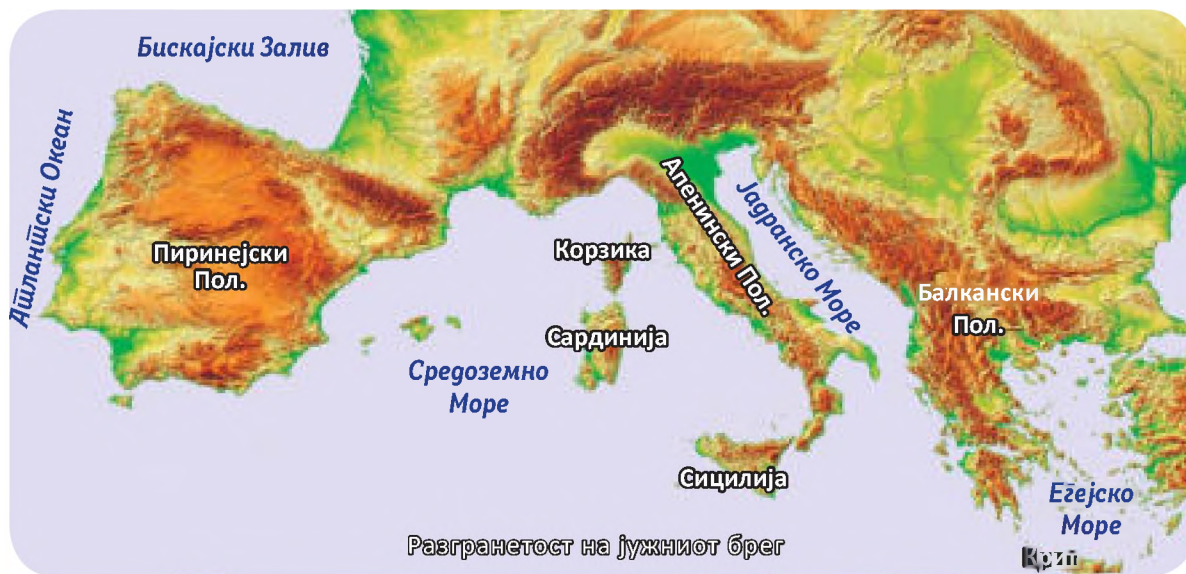 Бискајски Залив
Атлантски Океан
Пиринејски
Пол.
Корзика
Сардинија
Средоземно
Море
Апенински Пол.
Јадранско Море
Балкански
Пол.
Сицилија
Егејско
Море
Разгранетост на јужниот брег